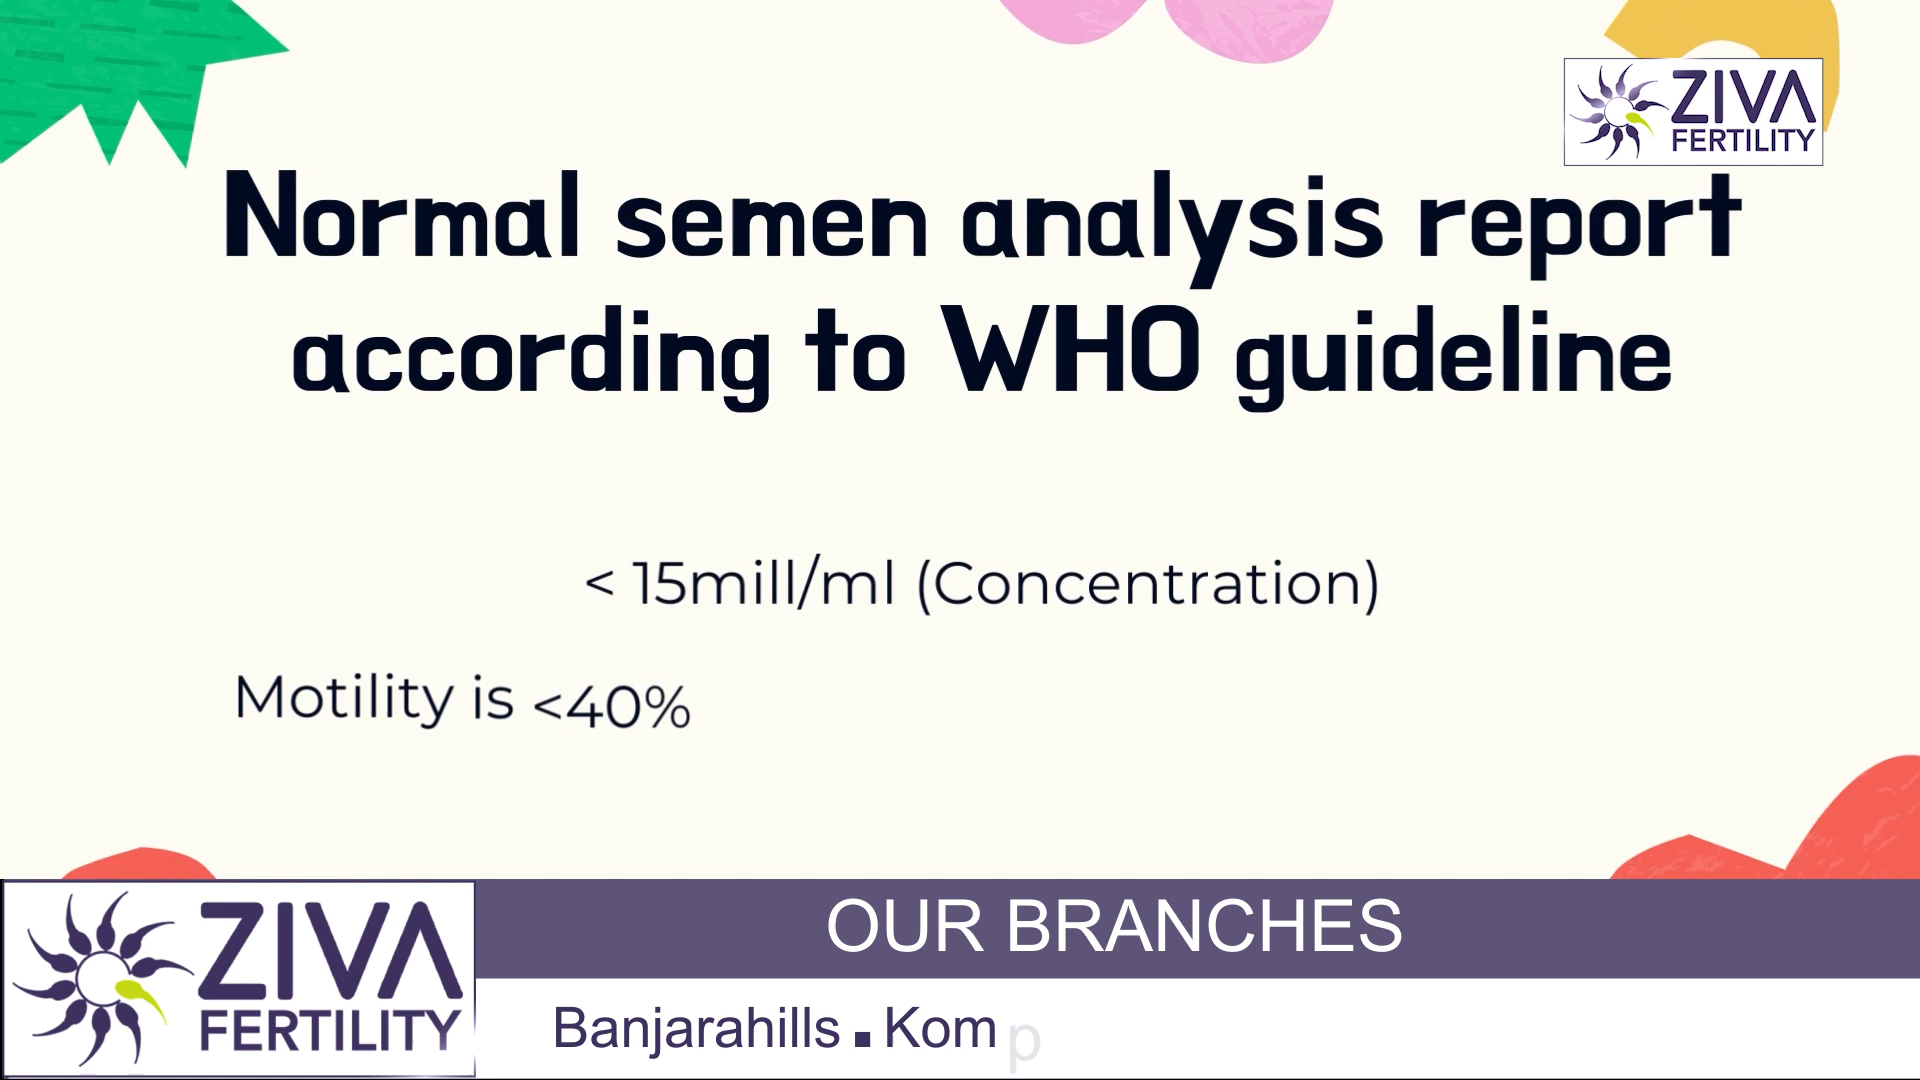 ZIVA
FERTILITY
Normal semen analysis report
according to WHO guideline
< 15mill/ml (Concentration)
Motility is <40%
ZIVA
FERTILITY
OUR BRANCHES
Banjarahills ▪ Komp